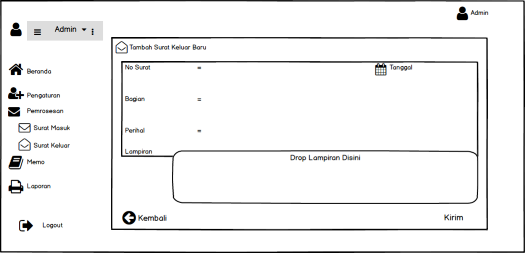 Admin
Admin
Tambah Surat Keluar Baru
No Surat =
Tanggal
Beranda
Pengaturan
Bagian =
Pemrosesan
Surat Masuk
Perihal =
Surat Keluar
Lampiran
Drop Lampiran Disini
Memo
Laporan
Kembali
Kirim
Logout